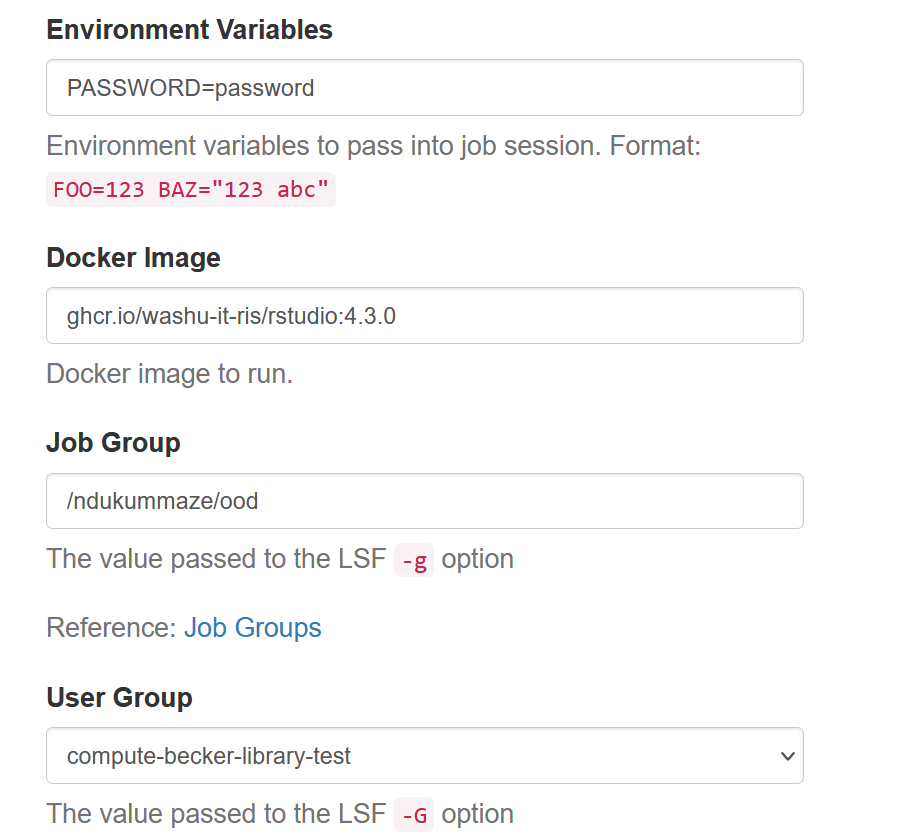 Environment Variables
PASSWORD=password
Environment variables to pass into job session. Format:
FOO=123 BAZ="123 abc"
Docker Image
ghcr.io/washu-it-ris/rstudio:4.3.0
Docker image to run.
Job Group
/ndukummaze/ood
The value passed to the LSF -g option
Reference: Job Groups
User Group
compute-becker-library-test
The value passed to the LSF -G option